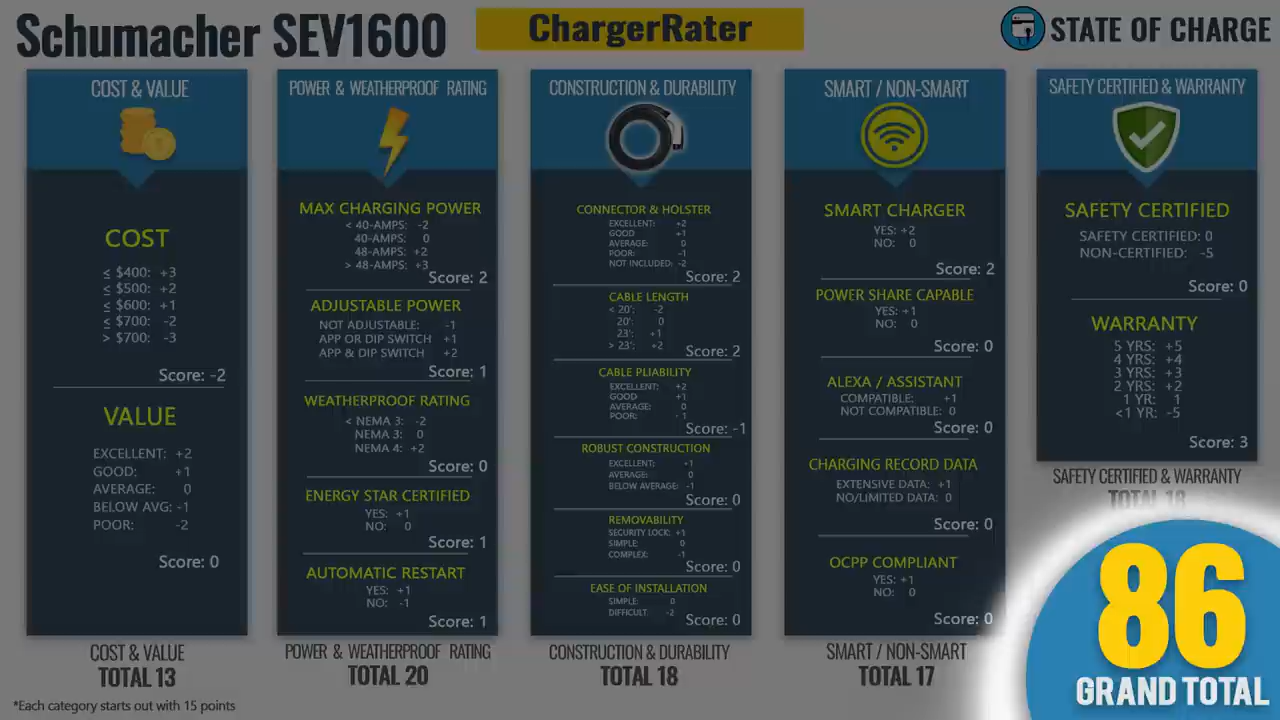 Schumacher SEV1600
ChargerRater
STATE OF CHARGE
COST & VALUE
COST
≤ $400: +3
≤ $500: +2
≤ $600: +1
≤ $700: -2
> $700: -3
Score: -2
VALUE
EXCELLENT: +2
GOOD: +1
AVERAGE: 0
BELOW AVG: -1
POOR: -2
Score: 0
COST & VALUE
TOTAL 13
*Each category starts out with 15 points
POWER & WEATHERPROOF RATING
MAX CHARGING POWER
< 40-AMPS: -2
40-AMPS: 0
48-AMPS: +2
> 48-AMPS: +3
Score: 2
ADJUSTABLE POWER
NOT ADJUSTABLE: -1
APP OR DIP SWITCH +1
APP & DIP SWITCH +2
Score: 1
WEATHERPROOF RATING
< NEMA 3: -2
NEMA 3: 0
NEMA 4: +2
Score: 0
ENERGY STAR CERTIFIED
YES: +1
NO: 0
Score: 1
AUTOMATIC RESTART
YES: +1
NO: -1
Score: 1
POWER & WEATHERPROOF RATING
TOTAL 20
CONSTRUCTION & DURABILITY
CONNECTOR & HOLSTER
EXCELLENT: +2
GOOD +1
AVERAGE: 0
POOR: -1
NOT INCLUDED: -2
Score: 2
CABLE LENGTH
< 20': -2
20': 0
23': +1
> 23': +2
Score: 2
CABLE PLIABILITY
EXCELLENT: +2
GOOD +1
AVERAGE: 0
POOR: - 1
Score: -1
ROBUST CONSTRUCTION
EXCELLENT: +1
AVERAGE: 0
BELOW AVERAGE: -1
Score: 0
REMOVABILITY
SECURITY LOCK: +1
SIMPLE: 0
COMPLEX: -1
Score: 0
EASE OF INSTALLATION
SIMPLE: 0
DIFFICULT: -2
Score: 0
CONSTRUCTION & DURABILITY
TOTAL 18
SMART / NON-SMART
SMART CHARGER
YES: +2
NO: 0
Score: 2
POWER SHARE CAPABLE
YES: +1
NO: 0
Score: 0
ALEXA / ASSISTANT
COMPATIBLE: +1
NOT COMPATIBLE: 0
Score: 0
CHARGING RECORD DATA
EXTENSIVE DATA: +1
NO/LIMITED DATA: 0
Score: 0
OCPP COMPLIANT
YES: +1
NO: 0
Score: 0
SMART / NON-SMART
TOTAL 17
SAFETY CERTIFIED & WARRANTY
SAFETY CERTIFIED
SAFETY CERTIFIED: 0
NON-CERTIFIED: -5
Score: 0
WARRANTY
5 YRS: +5
4 YRS: +4
3 YRS: +3
2 YRS: +2
1 YR: 1
<1 YR: -5
Score: 3
SAFETY CERTIFIED & WARRANTY
TOTAL 18
86
GRAND TOTAL